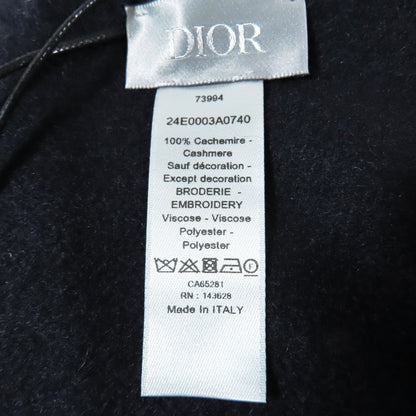 DIOR
73994
24E0003A0740
100% Cachemire -
Cashmere
Sauf décoration -
Except decoration
BRODERIE -
EMBROIDERY
Viscose - Viscose
Polyester -
Polyester
CA65281
RN : 143628
Made In ITALY